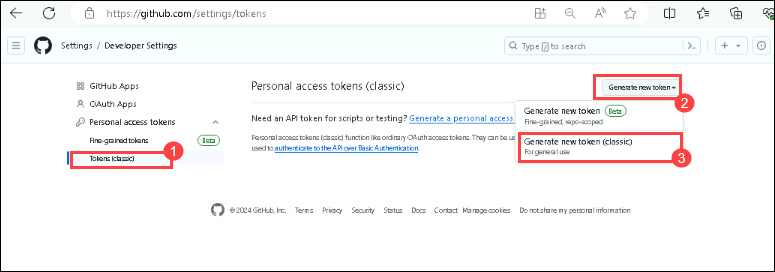 https://github.com/settings/tokens
Settings / Developer Settings
Type / to search
GitHub Apps
OAuth Apps
Personal access tokens
Fine-grained tokens Beta
Tokens (classic) 1
Personal access tokens (classic)
Generate new token 2
Need an API token for scripts or testing? Generate a personal access
Personal access tokens (classic) function like ordinary OAuth access tokens. They can be us
used to authenticate to the API over Basic Authentication.
Generate new token Beta
Fine-grained, repo-scoped
Generate new token (classic)
For general use 3
© 2024 GitHub, Inc. Terms Privacy Security Status Docs Contact Manage cookies Do not share my personal information